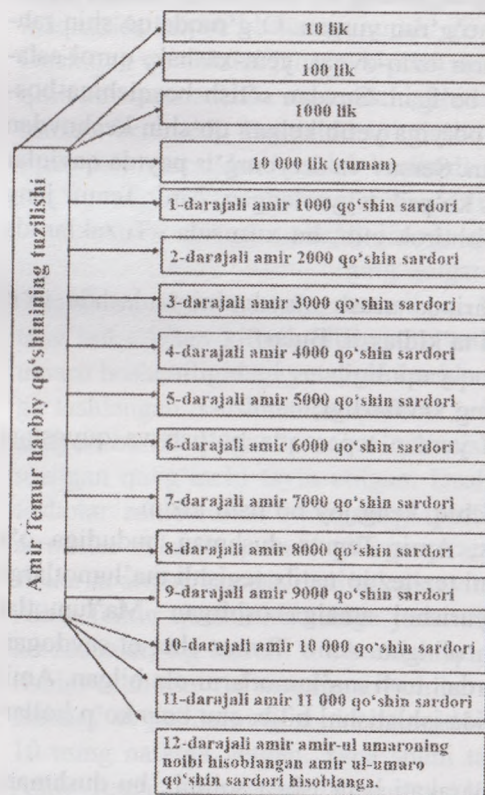 Amir Temur harbiy qo‘shinining tuzilishi
10 lik
100 lik
1000 lik
10 000 lik (tuman)
1-darajali amir 1000 qo‘shin sardori
2-darajali amir 2000 qo‘shin sardori
3-darajali amir 3000 qo‘shin sardori
4-darajali amir 4000 qo‘shin sardori
5-darajali amir 5000 qo‘shin sardori
6-darajali amir 6000 qo‘shin sardori
7-darajali amir 7000 qo‘shin sardori
8-darajali amir 8000 qo‘shin sardori
9-darajali amir 9000 qo‘shin sardori
10-darajali amir 10 000 qo‘shin sardori
11-darajali amir 11000 qo‘shin sardori
12-darajali amir amir-ul umaroning
noibi hisoblangan amir ul-umaro
qo‘shin sardori hisoblanga.